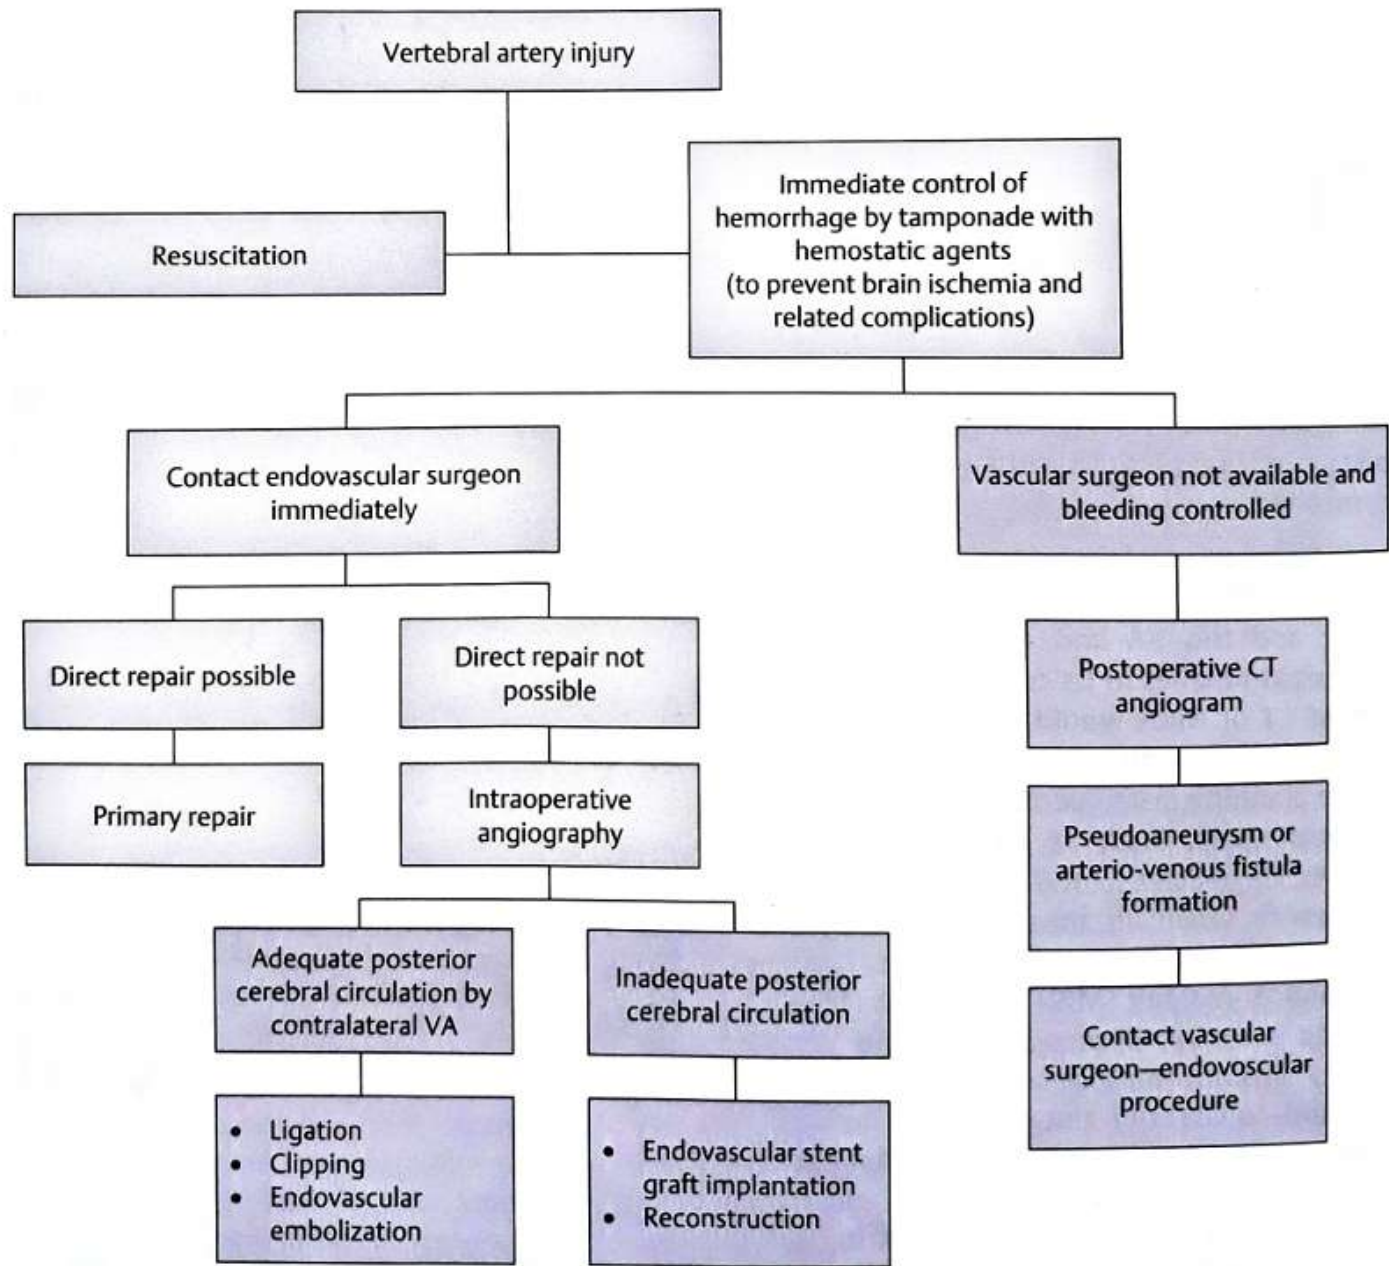 Vertebral artery injury
Resuscitation
Immediate control of
hemorrhage by tamponade with
hemostatic agents
(to prevent brain ischemia and
related complications)
Contact endovascular surgeon
immediately
Vascular surgeon not available and
bleeding controlled
Direct repair possible
Direct repair not
possible
Primary repair
Intraoperative
angiography
Adequate posterior
cerebral circulation by
contralateral VA
Inadequate posterior
cerebral circulation
• Ligation
• Clipping
• Endovascular
embolization
• Endovascular stent
graft implantation
• Reconstruction
Postoperative CT
angiogram
Pseudoaneurysm or
arterio-venous fistula
formation
Contact vascular
surgeon—endovoscular
procedure